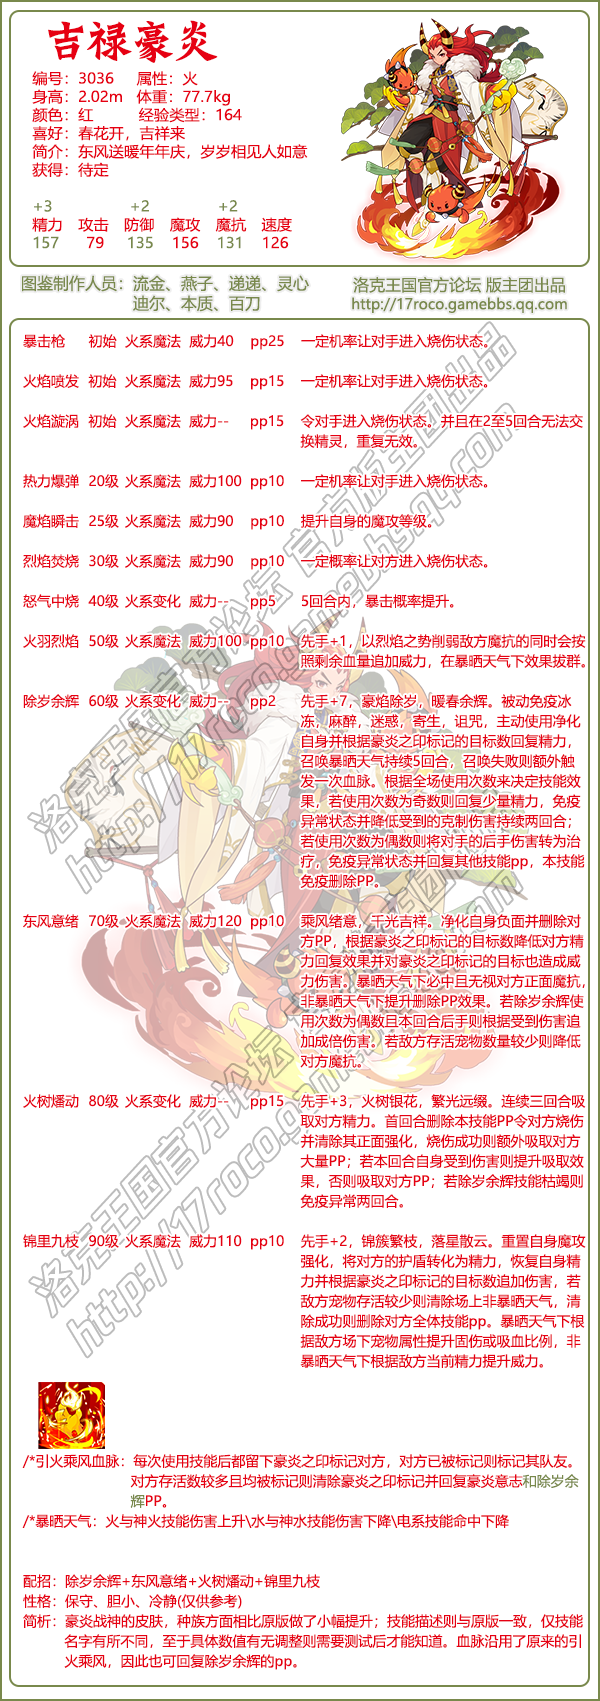 吉禄豪炎
编号：3036 属性：火
身高：2.02m 体重：77.7kg
颜色：红 经验类型：164
喜好：春花开，吉祥来
简介：东风送暖年年庆，岁岁相见人如意
获得：待定
+3 +2 +2
精力 攻击 防御 魔攻 魔抗 速度
157 79 135 156 131 126
图鉴制作人员：流金、燕子、递递、灵心
迪尔、本质、百刀
洛克王国官方论坛 版主团出品
http://17roco.gamebbs.qq.com
暴击枪 初始 火系魔法 威力40 pp25 一定机率让对手进入烧伤状态。
火焰喷发 初始 火系魔法 威力95 pp15 一定机率让对手进入烧伤状态。
火焰漩涡 初始 火系魔法 威力-- pp15 令对手进入烧伤状态。并且在2至5回合无法交
换精灵，重复无效。
热力爆弹 20级 火系魔法 威力100 pp10 一定机率让对手进入烧伤状态。
魔焰瞬击 25级 火系魔法 威力90 pp10 提升自身的魔攻等级。
烈焰焚烧 30级 火系魔法 威力90 pp10 一定概率让对方进入烧伤状态。
怒气中烧 40级 火系变化 威力-- pp5 5回合内，暴击概率提升。
火羽烈焰 50级 火系魔法 威力100 pp10 先手+1，以烈焰之势削弱敌方魔抗的同时会按
照剩余血量追加威力，在暴晒天气下效果拔群。
除岁余辉 60级 火系变化 威力-- pp2 先手+7，豪焰除岁，暖春余辉。被动免疫冰
冻，麻醉，迷惑，寄生，诅咒，主动使用净化
自身并根据豪炎之印标记的目标数回复精力，
召唤暴晒天气持续5回合，召唤失败则额外触
发一次血脉。根据全场使用次数来决定技能效
果，若使用次数为奇数则回复少量精力，免疫
异常状态并降低受到的克制伤害持续两回合；
若使用次数为偶数则将对手的后手伤害转为治
疗，免疫异常状态并回复其他技能pp，本技能
免疫删除PP。
东风意绪 70级 火系魔法 威力120 pp10 乘风绪意，干光吉祥。净化自身负面并删除对
方PP，根据豪炎之印标记的目标数降低对方精
力回复效果并对豪炎之印标记的目标也造成威
力伤害。暴晒天气下必中且无视对方正面魔抗，
非暴晒天气下提升删除PP效果。若除岁余辉使
用次数为偶数且本回合后手则根据受到伤害追
加成倍伤害。若敌方存活宠物数量较少则降低
对方魔抗。
火树燔动 80级 火系变化 威力-- pp15 先手+3，火树银花，繁光远缀。连续三回合吸
取对方精力。首回合删除本技能PP令对方烧伤
并清除其正面强化，烧伤成功则额外吸取对方
大量PP；若本回合自身受到伤害则提升吸取效
果，否则吸取对方PP；若除岁余辉技能枯竭则
免疫异常两回合。
锦里九枝 90级 火系魔法 威力110 pp10 先手+2，锦簇繁枝，落星散云。重置自身魔攻
强化，将对方的护盾转化为精力，恢复自身精
力并根据豪炎之印标记的目标数追加伤害，若
敌方宠物存活较少则清除场上非暴晒天气，清
除成功则删除对方全体技能pp。暴晒天气下根
据敌方场下宠物属性提升固伤或吸血比例，非
暴晒天气下根据敌方当前精力提升威力。
/*引火乘风血脉：每次使用技能后都留下豪炎之印标记对方，对方已被标记则标记其队友。
对方存活数较多且均被标记则清除豪炎之印标记并回复豪炎意志和除岁余
辉PP。
/*暴晒天气：火与神火技能伤害上升\水与神水技能伤害下降\电系技能命中下降
配招：除岁余辉+东风意绪+火树燔动+锦里九枝
性格：保守、胆小、冷静(仅供参考)
简析：豪炎战神的皮肤，种族方面相比原版做了小幅提升；技能描述则与原版一致，仅技能
名字有所不同，至于具体数值有无调整则需要测试后才能知道。血脉沿用了原来的引
火乘风，因此也可回复除岁余辉的pp。
洛克王国官方论坛 官方版主团出品
http://17roco.gamebbs.qq.com
洛克王国官方论坛 官方版主团出品
http://17roco.gamebbs.qq.com